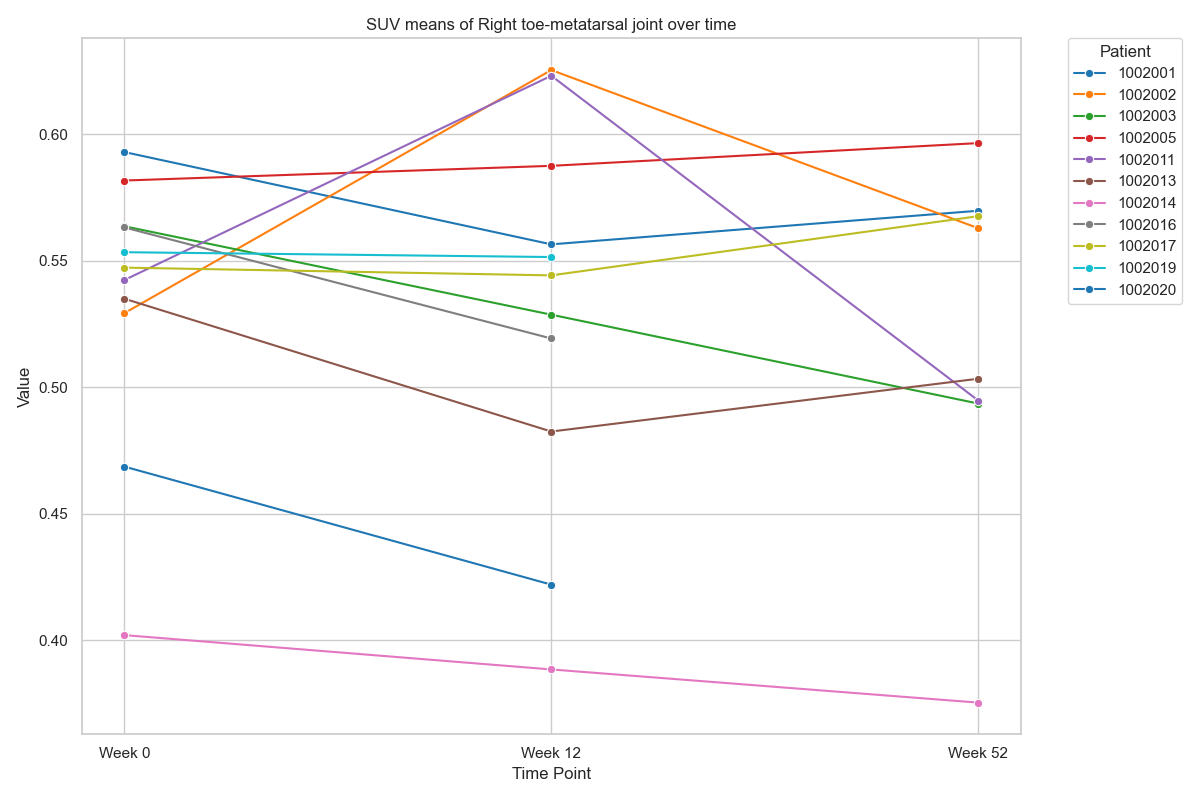 SUV means of Right toe-metatarsal joint over time
Patient
1002001
1002002
1002003
1002005
1002011
1002013
1002014
1002016
1002017
1002019
1002020
Value
0.60
0.55
0.50
0.45
0.40
Week 0
Week 12
Week 52
Time Point